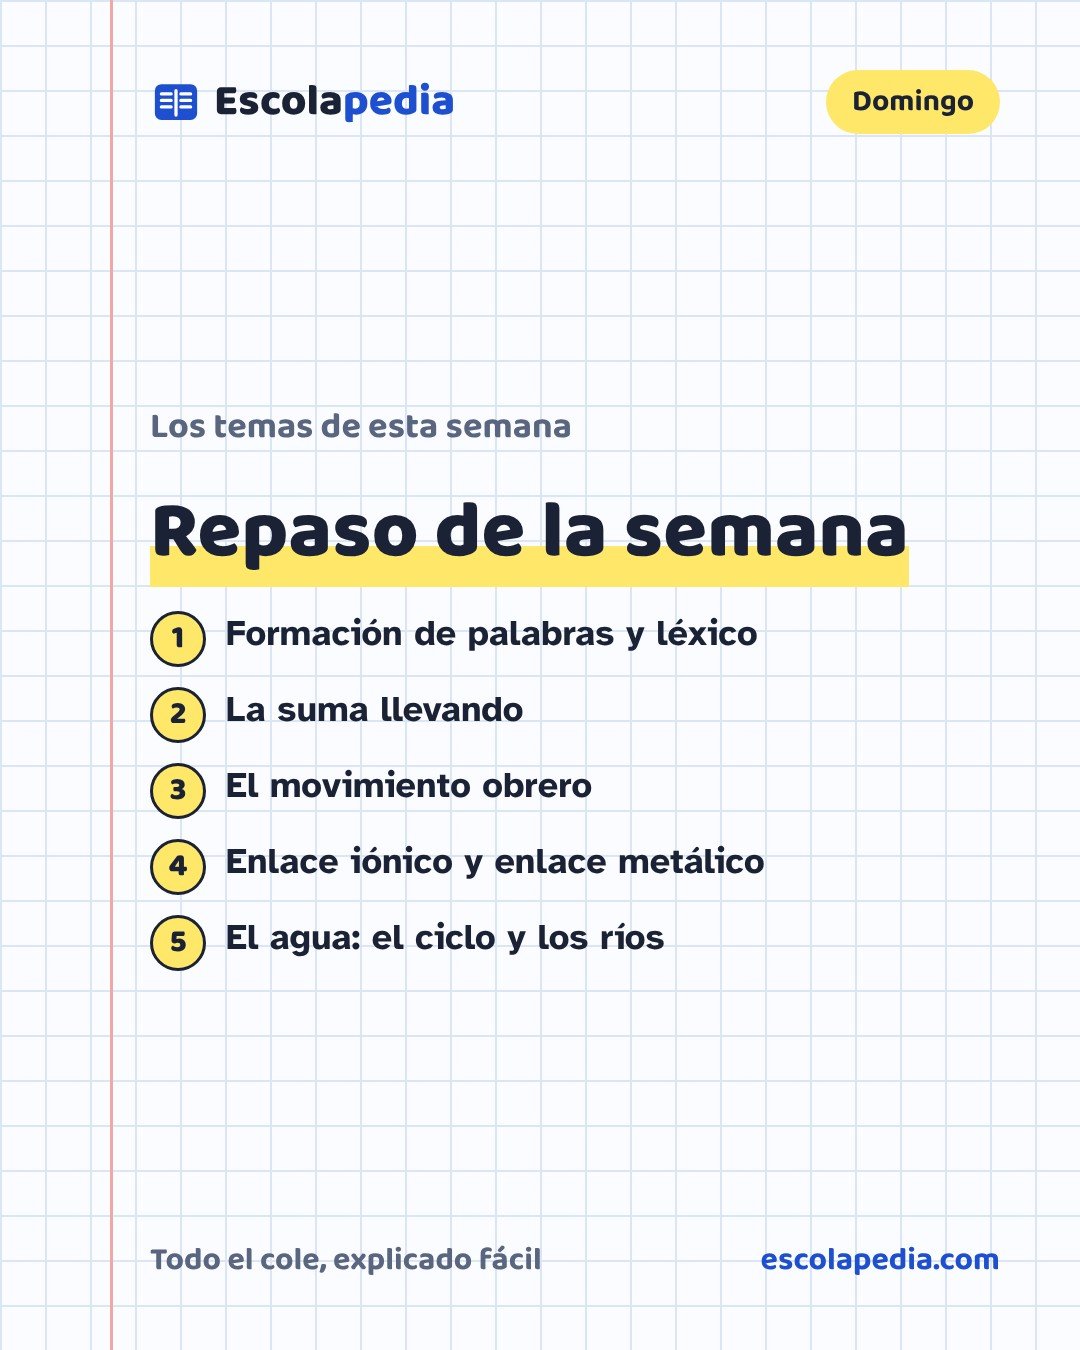 Escolapedia
Domingo
Los temas de esta semana
Repaso de la semana
1 Formación de palabras y léxico
2 La suma llevando
3 El movimiento obrero
4 Enlace iónico y enlace metálico
5 El agua: el ciclo y los ríos
Todo el cole, explicado fácil
escolapedia.com